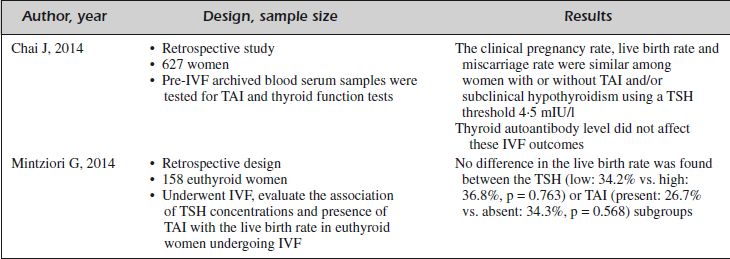 Author, year Design, sample size Results
Chai J, 2014
• Retrospective study
• 627 women
• Pre-IVF archived blood serum samples were
tested for TAI and thyroid function tests
The clinical pregnancy rate, live birth rate and
miscarriage rate were similar among
women with or without TAI and/or
subclinical hypothyroidism using a TSH
threshold 4·5 mIU/l
Thyroid autoantibody level did not affect
these IVF outcomes
Mintziori G, 2014
• Retrospective design
• 158 euthyroid women
• Underwent IVF, evaluate the association
of TSH concentrations and presence of
TAI with the live birth rate in euthyroid
women undergoing IVF
No difference in the live birth rate was found
between the TSH (low: 34.2% vs. high:
36.8%, p = 0.763) or TAI (present: 26.7%
vs. absent: 34.3%, p = 0.568) subgroups